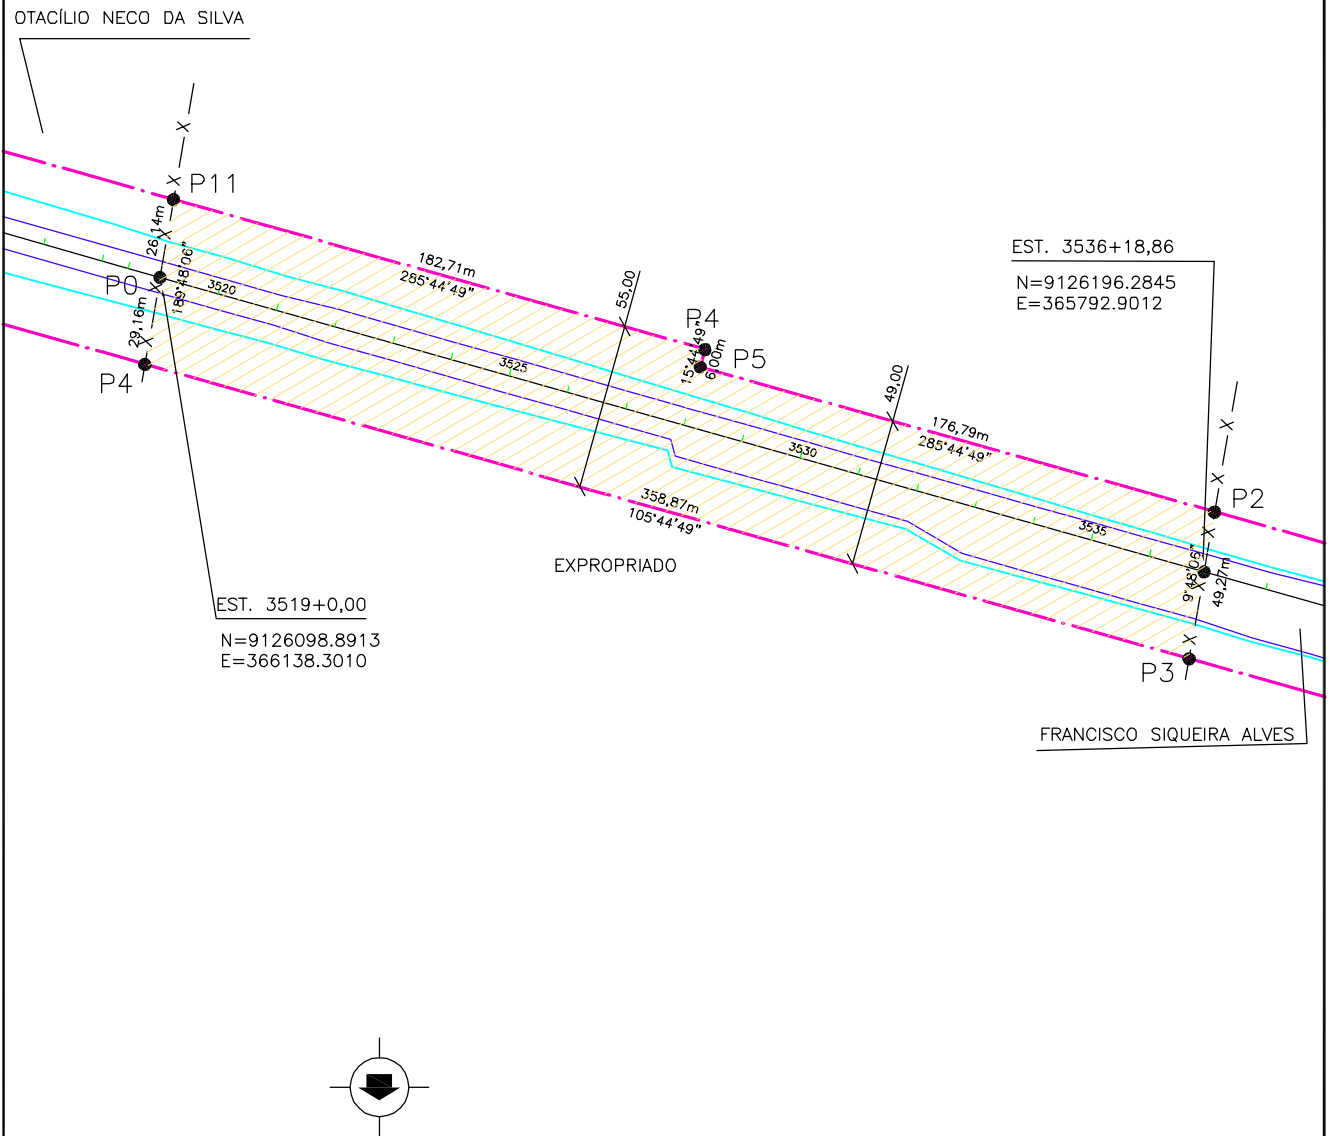 OTACÍLIO NECO DA SILVA
P11
26,14m
189°48'06"
P0
29,16m
P4
3520
182,71m
285°44'49"
55,00
3525
P4
15°44'49"
6,00m
P5
49,00
176,79m
285°44'49"
3530
EST. 3536+18,86
N=9126196.2845
E=365792.9012
P2
3535
9°48'06"
49,27m
P3
358,87m
105°44'49"
EXPROPRIADO
EST. 3519+0,00
N=9126098.8913
E=366138.3010
FRANCISCO SIQUEIRA ALVES
X
X
X
X
X
X
X
X
X
X